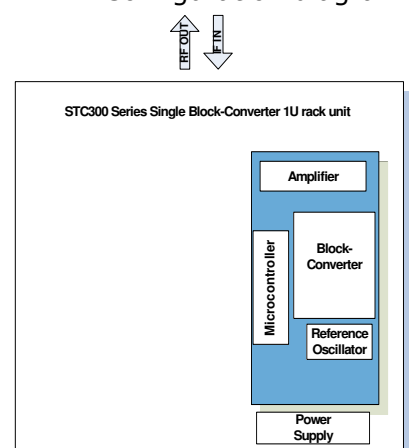 RF OUT
IF IN
STC300 Series Single Block-Converter 1U rack unit
Amplifier
Microcontroller
Block-
Converter
Reference
Oscillator
Power
Supply